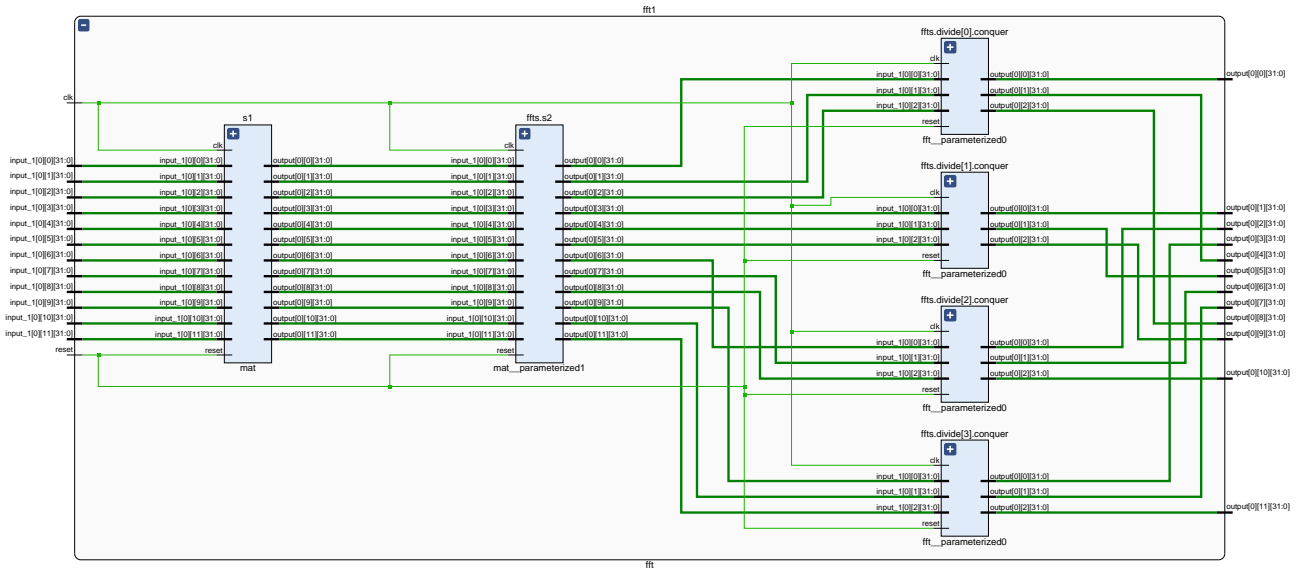 fft1
ffts.divide[0].conquer
clk
input_1[0][0][31:0] output[0][0][31:0] output[0][0][31:0]
input_1[0][1][31:0] output[0][1][31:0]
input_1[0][2][31:0] output[0][2][31:0]
reset
fft__parameterized0
clk
s1 ffts.s2
clk clk
input_1[0][0][31:0] input_1[0][0][31:0] output[0][0][31:0] input_1[0][0][31:0] output[0][0][31:0]
input_1[0][1][31:0] input_1[0][1][31:0] output[0][1][31:0] input_1[0][1][31:0] output[0][1][31:0]
input_1[0][2][31:0] input_1[0][2][31:0] output[0][2][31:0] input_1[0][2][31:0] output[0][2][31:0]
input_1[0][3][31:0] input_1[0][3][31:0] output[0][3][31:0] input_1[0][3][31:0] output[0][3][31:0]
input_1[0][4][31:0] input_1[0][4][31:0] output[0][4][31:0] input_1[0][4][31:0] output[0][4][31:0]
input_1[0][5][31:0] input_1[0][5][31:0] output[0][5][31:0] input_1[0][5][31:0] output[0][5][31:0]
input_1[0][6][31:0] input_1[0][6][31:0] output[0][6][31:0] input_1[0][6][31:0] output[0][6][31:0]
input_1[0][7][31:0] input_1[0][7][31:0] output[0][7][31:0] input_1[0][7][31:0] output[0][7][31:0]
input_1[0][8][31:0] input_1[0][8][31:0] output[0][8][31:0] input_1[0][8][31:0] output[0][8][31:0]
input_1[0][9][31:0] input_1[0][9][31:0] output[0][9][31:0] input_1[0][9][31:0] output[0][9][31:0]
input_1[0][10][31:0] input_1[0][10][31:0] output[0][10][31:0] input_1[0][10][31:0] output[0][10][31:0]
input_1[0][11][31:0] input_1[0][11][31:0] output[0][11][31:0] input_1[0][11][31:0] output[0][11][31:0]
reset reset reset
mat mat__parameterized1
ffts.divide[1].conquer
clk
input_1[0][0][31:0] output[0][0][31:0] output[0][1][31:0]
input_1[0][1][31:0] output[0][1][31:0] output[0][2][31:0]
input_1[0][2][31:0] output[0][2][31:0] output[0][3][31:0]
reset output[0][4][31:0]
fft__parameterized0 output[0][5][31:0]
output[0][6][31:0]
ffts.divide[2].conquer output[0][7][31:0]
clk output[0][8][31:0]
input_1[0][0][31:0] output[0][0][31:0] output[0][9][31:0]
input_1[0][1][31:0] output[0][1][31:0]
input_1[0][2][31:0] output[0][2][31:0] output[0][10][31:0]
reset
fft__parameterized0
ffts.divide[3].conquer
clk
input_1[0][0][31:0] output[0][0][31:0]
input_1[0][1][31:0] output[0][1][31:0]
input_1[0][2][31:0] output[0][2][31:0] output[0][11][31:0]
reset
fft__parameterized0
fft